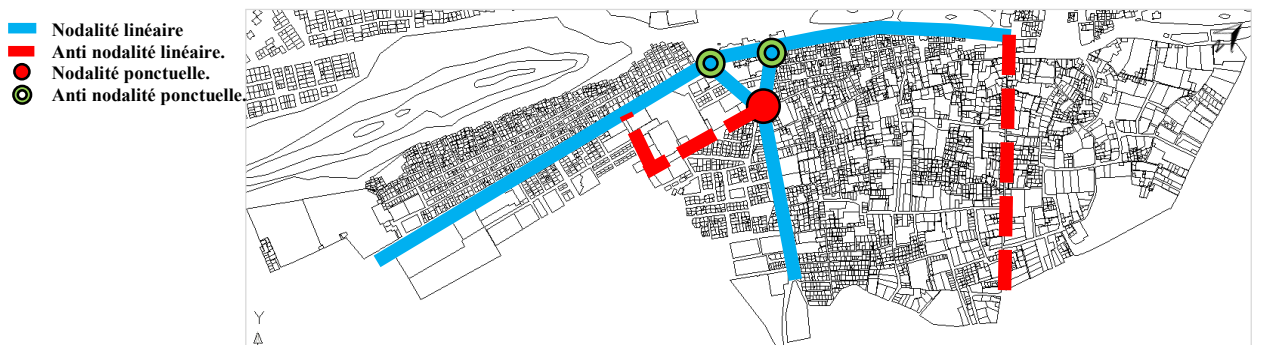 Nodalité linéaire
Anti nodalité linéaire.
Nodalité ponctuelle.
Anti nodalité ponctuelle.
Y